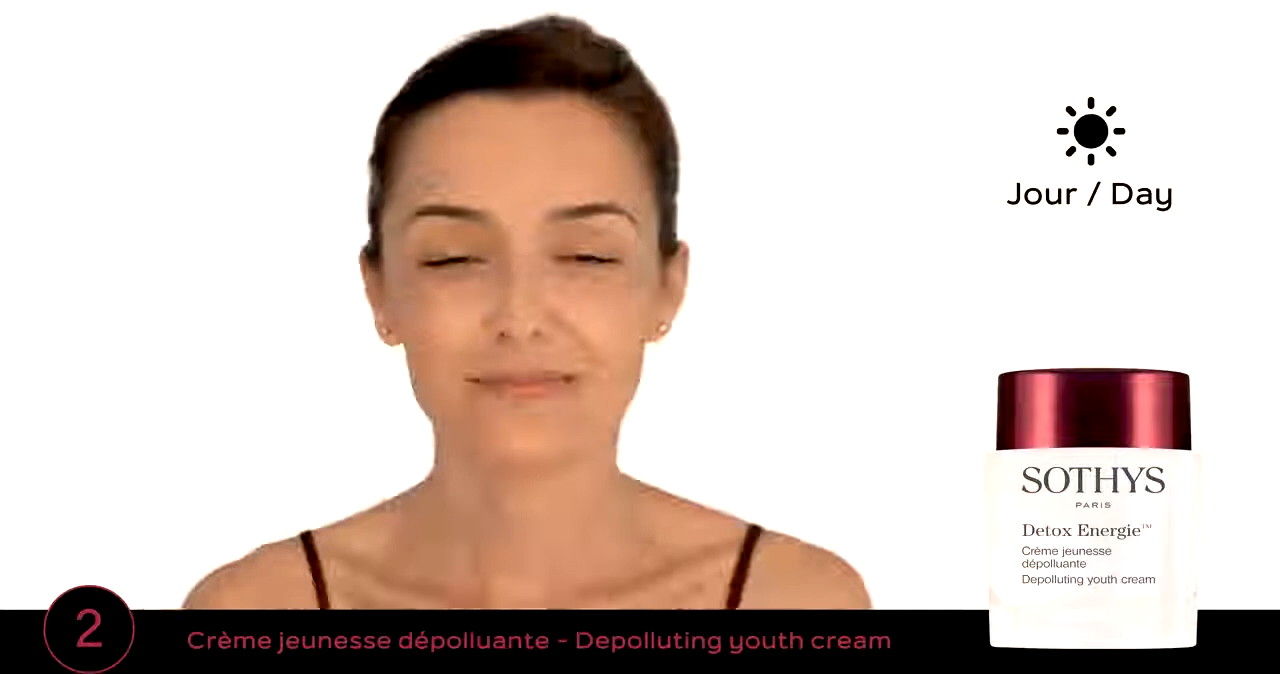 Jour / Day
SOTHYS
PARIS
Detox Energie™
Crème jeunesse
dépolluante
Depolluting youth cream
2
Crème jeunesse dépolluante - Depolluting youth cream